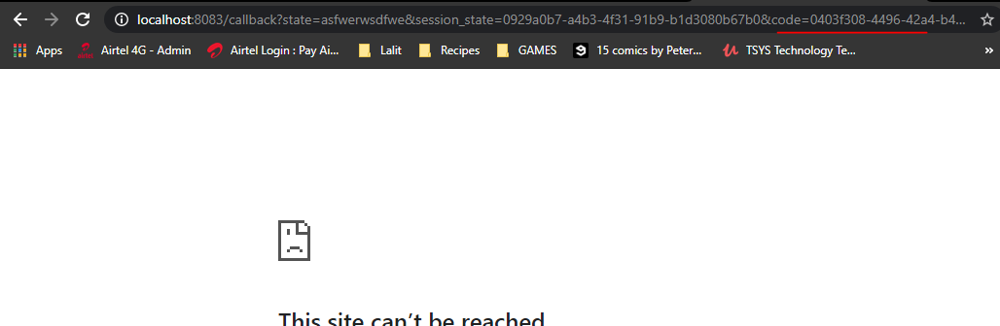 localhost:8083/callback?state=asfwerwsdfwe&session_state=0929a0b7-a4b3-4f31-91b9-b1d3080b67b0&code=0403f308-4496-42a4-b4...
Apps Airtel 4G - Admin Airtel Login : Pay Ai... Lalit Recipes GAMES 15 comics by Peter... TSYS Technology Te... »
This site can't be reached